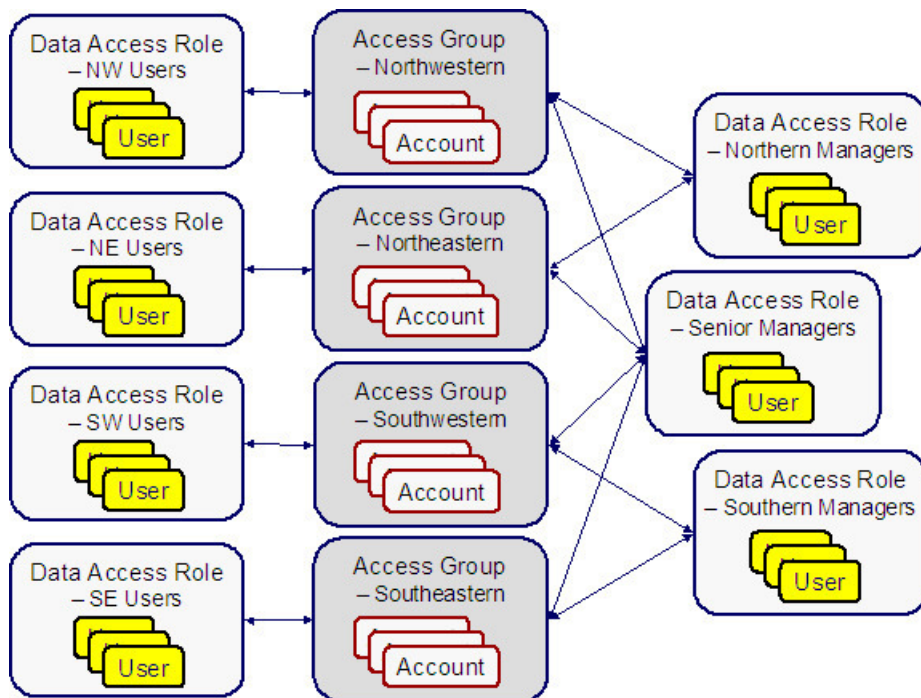 Data Access Role
– NW Users
User
Access Group
– Northwestern
Account
Data Access Role
– Northern Managers
User
Data Access Role
– NE Users
User
Access Group
– Northeastern
Account
Data Access Role
– Senior Managers
User
Data Access Role
– SW Users
User
Access Group
– Southwestern
Account
Data Access Role
– Southern Managers
User
Data Access Role
– SE Users
User
Access Group
– Southeastern
Account